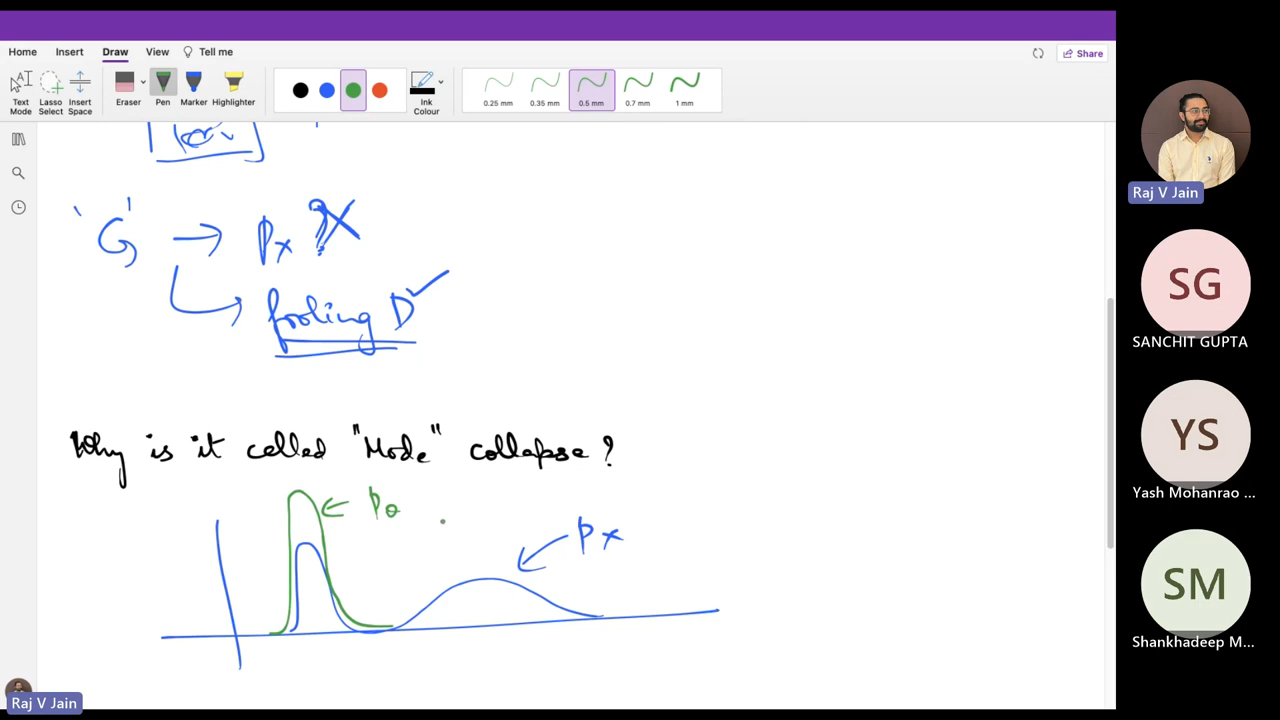 Home Insert Draw View Tell me
Share
Text Mode
Lasso Select
Insert Space
Eraser
Pen
Marker
Highlighter
Ink Colour
0.25 mm
0.35 mm
0.5 mm
0.7 mm
1 mm
'G' → Px ?
fooling D ✓
Why is it called "Mode" collapse?
← Pθ
Px
Raj V Jain
Raj V Jain
SG
SANCHIT GUPTA
YS
Yash Mohanrao ...
SM
Shankhadeep M...